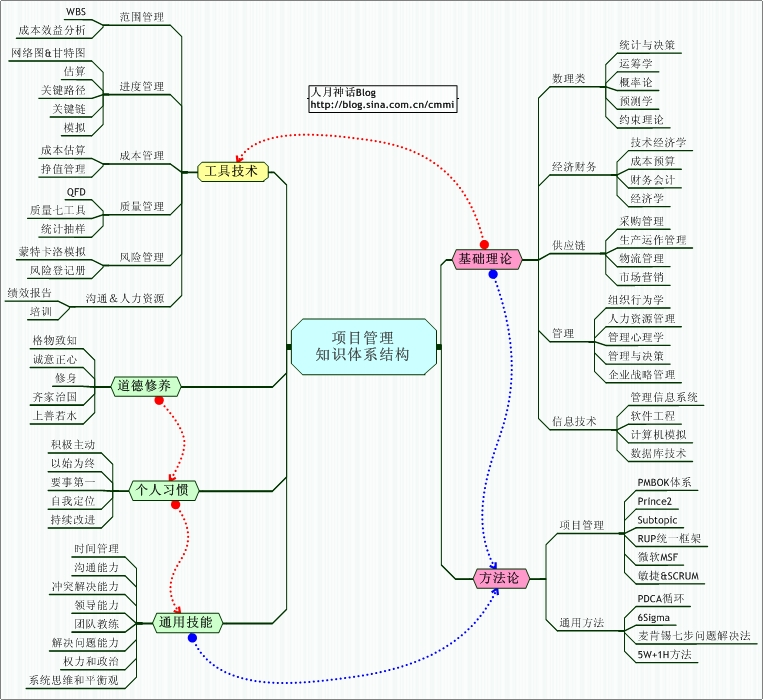 人月神话Blog
http://blog.sina.com.cn/cmmi
项目管理
知识体系结构
工具技术
范围管理
WBS
成本效益分析
进度管理
网络图&甘特图
估算
关键路径
关键链
模拟
成本管理
成本估算
挣值管理
质量管理
QFD
质量七工具
统计抽样
风险管理
蒙特卡洛模拟
风险登记册
沟通＆人力资源
绩效报告
培训
道德修养
格物致知
诚意正心
修身
齐家治国
上善若水
个人习惯
积极主动
以始为终
要事第一
自我定位
持续改进
通用技能
时间管理
沟通能力
冲突解决能力
领导能力
团队教练
解决问题能力
权力和政治
系统思维和平衡观
基础理论
数理类
统计与决策
运筹学
概率论
预测学
约束理论
经济财务
技术经济学
成本预算
财务会计
经济学
供应链
采购管理
生产运作管理
物流管理
市场营销
管理
组织行为学
人力资源管理
管理心理学
管理与决策
企业战略管理
信息技术
管理信息系统
软件工程
计算机模拟
数据库技术
方法论
项目管理
PMBOK体系
Prince2
Subtopic
RUP统一框架
微软MSF
敏捷&SCRUM
通用方法
PDCA循环
6Sigma
麦肯锡七步问题解决法
5W+1H方法